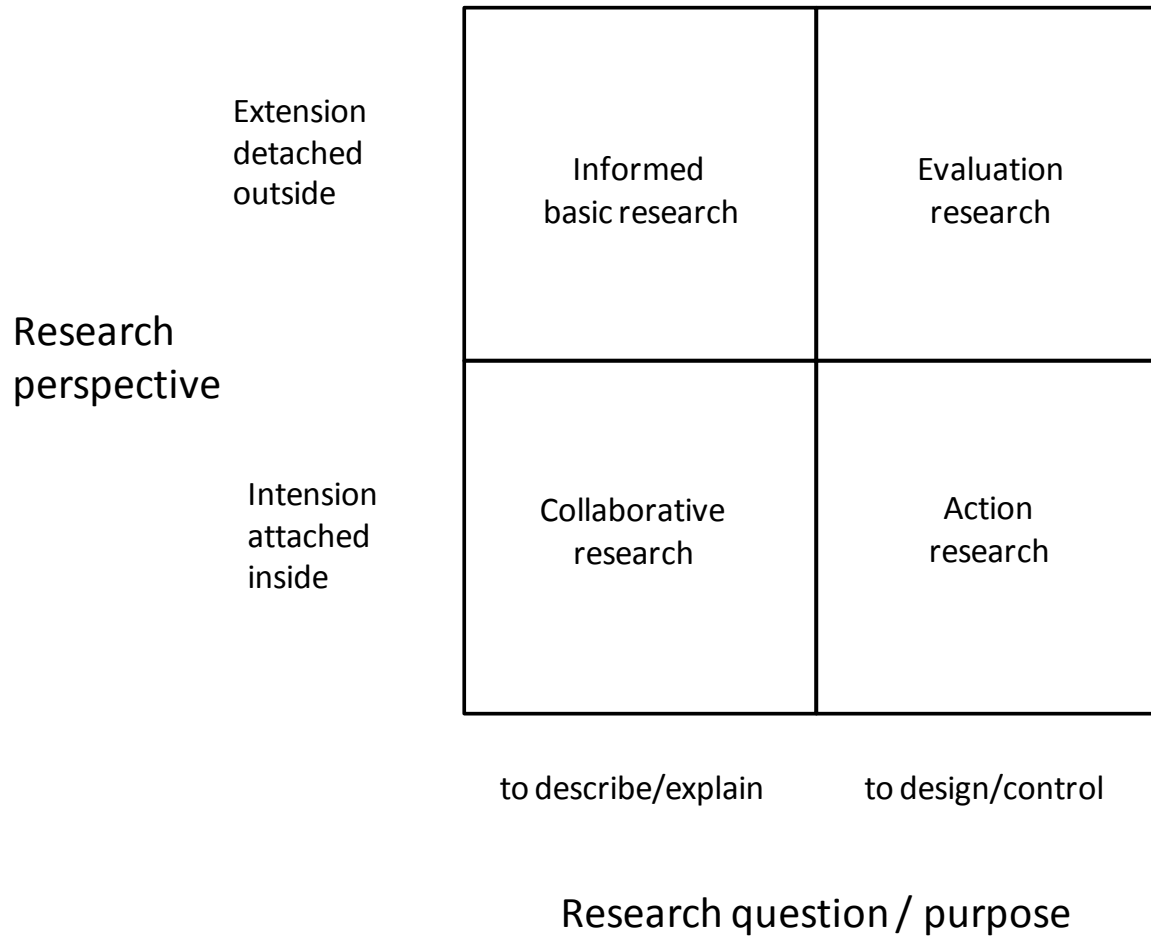 Extension
detached
outside
Informed
basic research
Evaluation
research
Research
perspective
Intension
attached
inside
Collaborative
research
Action
research
to describe/explain
to design/control
Research question / purpose